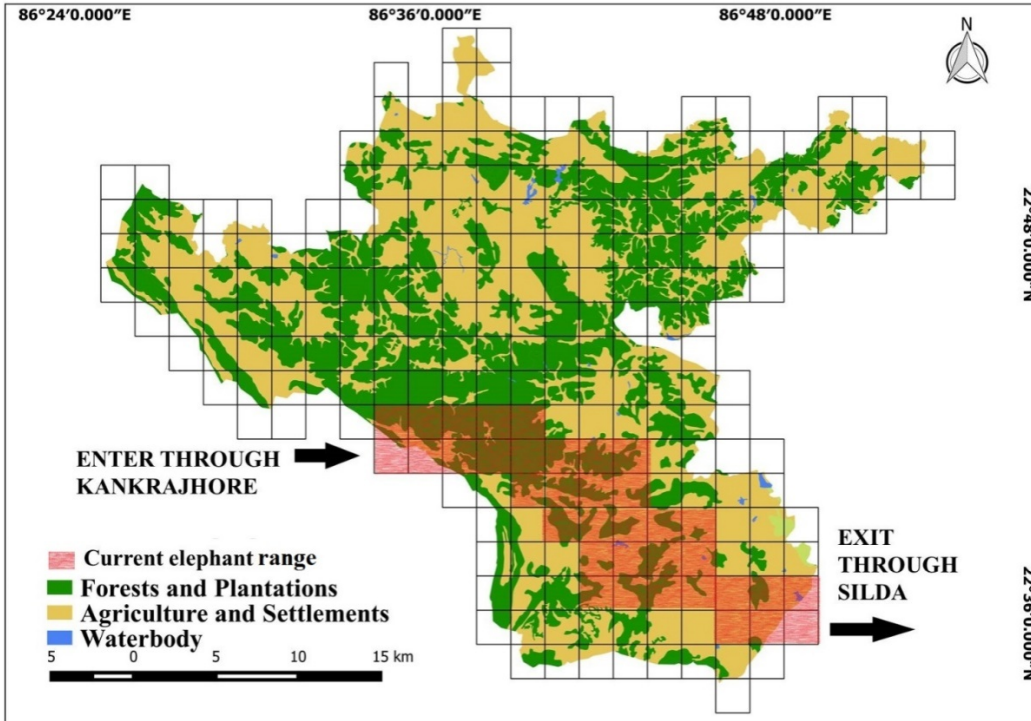 86°24′0.000″E
86°36′0.000″E
86°48′0.000″E
N
22°48′0.000″N
ENTER THROUGH
KANKRAJHORE
EXIT
THROUGH
SILDA
22°36′0.000″N
Current elephant range
Forests and Plantations
Agriculture and Settlements
Waterbody
5 0 5 10 15 km